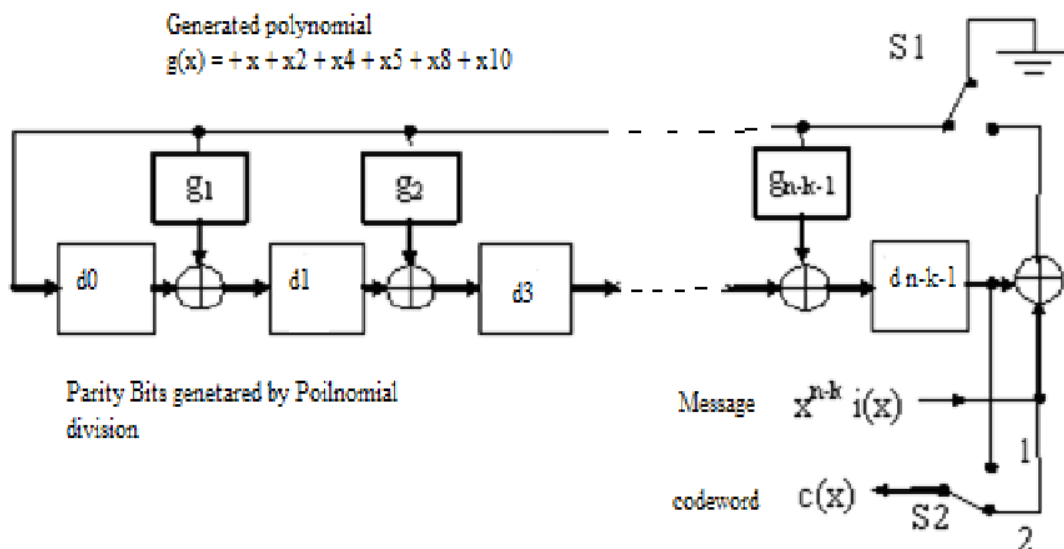 Generated polynomial
g(x) = + x + x2 + x4 + x5 + x8 + x10
S1
g1
g2
gn-k-1
d0
d1
d3
d n-k-1
Parity Bits genetared by Poilnomial
division
Message x^n-k i(x)
1
codeword c(x)
S2
2